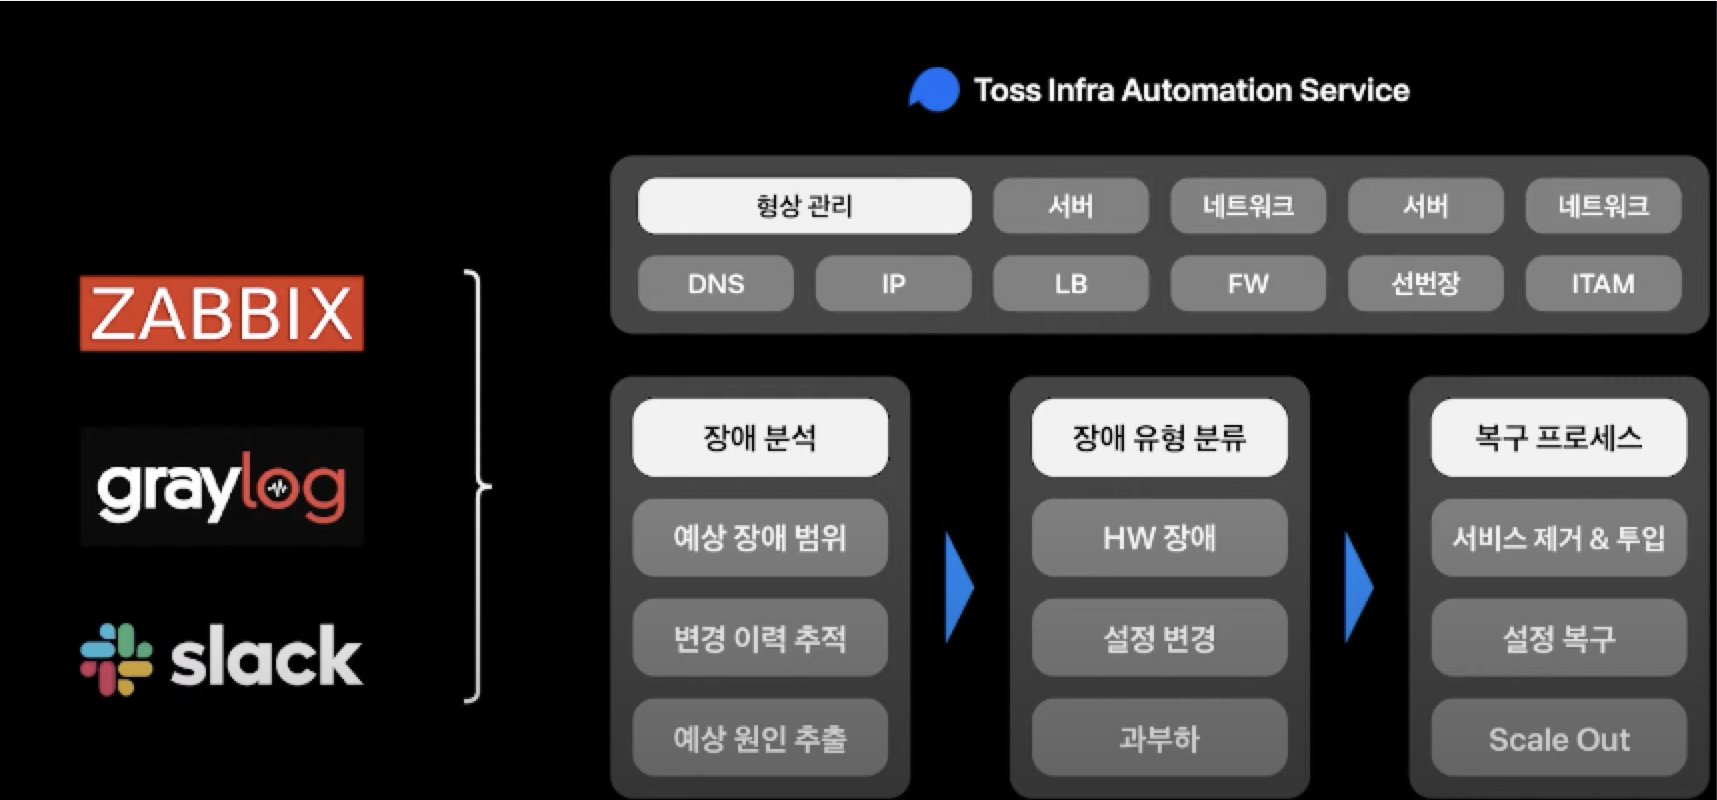 Toss Infra Automation Service
형상 관리 서버 네트워크 서버 네트워크
DNS IP LB FW 선번장 ITAM
ZABBIX
graylog
slack
장애 분석
예상 장애 범위
변경 이력 추적
예상 원인 추출
장애 유형 분류
HW 장애
설정 변경
과부하
복구 프로세스
서비스 제거 & 투입
설정 복구
Scale Out